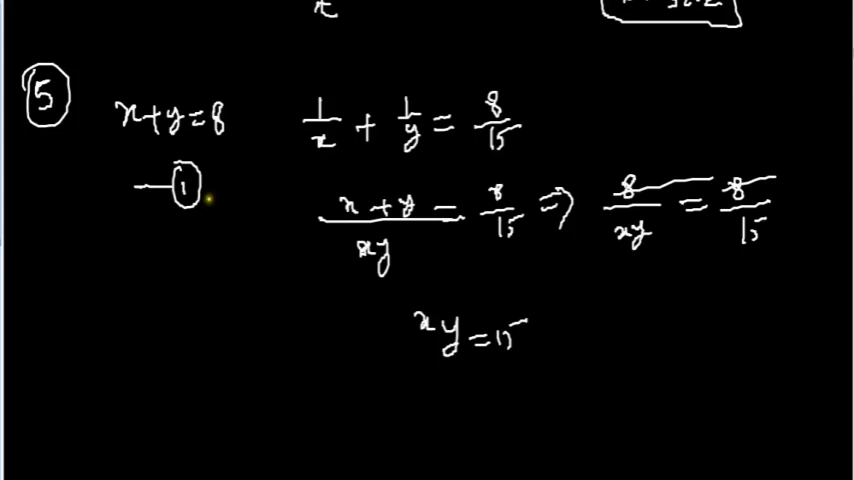 5 x+y=8 1/x + 1/y = 8/15
—1 x+y/xy = 8/15 ⇒ 8/xy = 8/15
xy=15